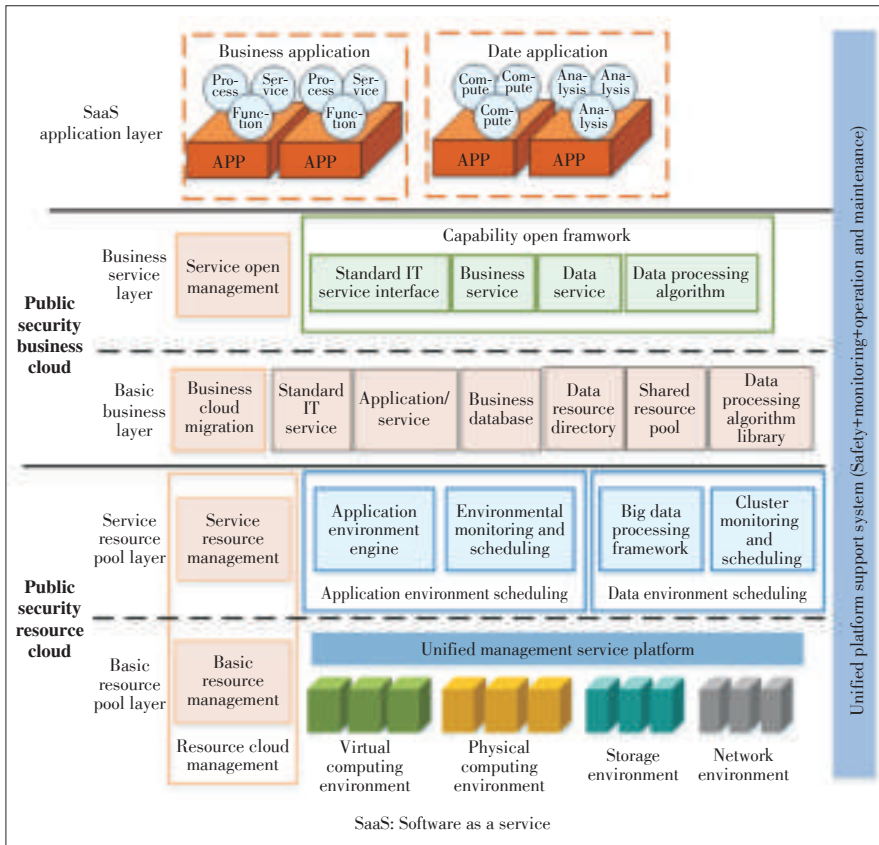 Business application
Date application
Pro-
cess
Ser-
vice
Pro-
cess
Ser-
vice
Func-
tion
Func-
tion
Com-
pute
Com-
pute
Ana-
lysis
Ana-
lysis
Com-
pute
Ana-
lysis
SaaS
application layer
APP
APP
APP
APP
Public
security
business
cloud
Business
service
layer
Service open
management
Capability open framwork
Standard IT
service interface
Business
service
Data
service
Data processing
algorithm
Basic
business
layer
Business
cloud
migration
Standard
IT
service
Application/
service
Business
database
Data
resource
directory
Shared
resource
pool
Data
processing
algorithm
library
Public
security
resource
cloud
Service resource
pool layer
Service
resource
management
Application
environment
engine
Environmental
monitoring and
scheduling
Application environment scheduling
Big data
processing
framework
Cluster
monitoring
and
scheduling
Data environment scheduling
Basic resource
pool layer
Basic
resource
management
Resource cloud
management
Unified management service platform
Virtual
computing
environment
Physical
computing
environment
Storage
environment
Network
environment
Unified platform support system (Safety+monitoring+operation and maintenance)
SaaS: Software as a service